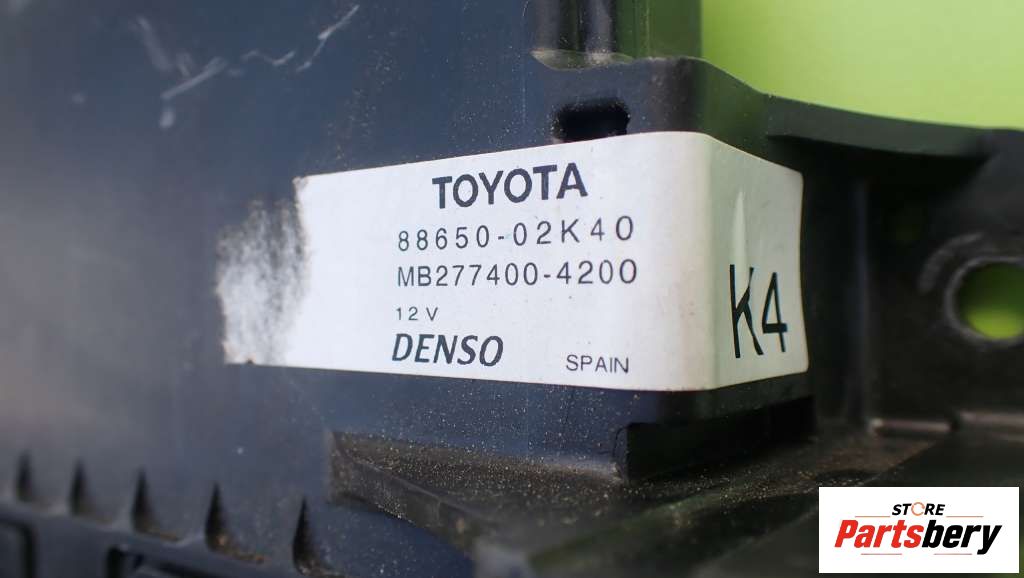 TOYOTA
88650-02K40
MB277400-4200
12V
DENSO SPAIN
K4
STORE
Partsbery